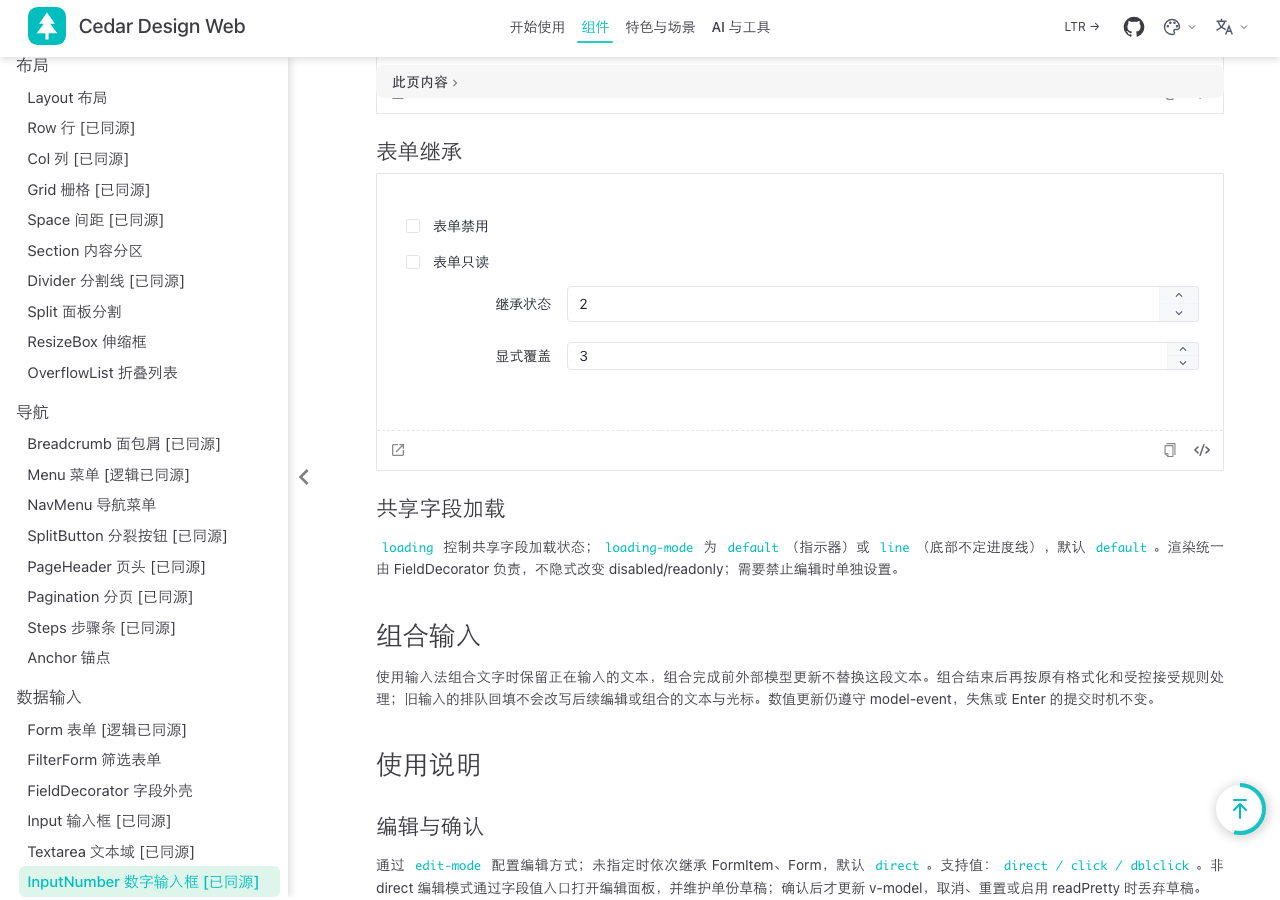 Cedar Design Web
开始使用 组件 特色与场景 AI 与工具
LTR →
布局
Layout 布局
Row 行 [已同源]
Col 列 [已同源]
Grid 栅格 [已同源]
Space 间距 [已同源]
Section 内容分区
Divider 分割线 [已同源]
Split 面板分割
ResizeBox 伸缩框
OverflowList 折叠列表
导航
Breadcrumb 面包屑 [已同源]
Menu 菜单 [逻辑已同源]
NavMenu 导航菜单
SplitButton 分裂按钮 [已同源]
PageHeader 页头 [已同源]
Pagination 分页 [已同源]
Steps 步骤条 [已同源]
Anchor 锚点
数据输入
Form 表单 [逻辑已同源]
FilterForm 筛选表单
FieldDecorator 字段外壳
Input 输入框 [已同源]
Textarea 文本域 [已同源]
InputNumber 数字输入框 [已同源]
此页内容 ›
表单继承
表单禁用
表单只读
继承状态 2
显式覆盖 3
共享字段加载
loading 控制共享字段加载状态；loading-mode 为 default （指示器）或 line （底部不定进度线），默认 default 。渲染统一
由 FieldDecorator 负责，不隐式改变 disabled/readonly；需要禁止编辑时单独设置。
组合输入
使用输入法组合文字时保留正在输入的文本，组合完成前外部模型更新不替换这段文本。组合结束后再按原有格式化和受控接受规则处
理；旧输入的排队回填不会改写后续编辑或组合的文本与光标。数值更新仍遵守 model-event，失焦或 Enter 的提交时机不变。
使用说明
编辑与确认
通过 edit-mode 配置编辑方式；未指定时依次继承 FormItem、Form，默认 direct 。支持值： direct / click / dblclick 。非
direct 编辑模式通过字段值入口打开编辑面板，并维护单份草稿；确认后才更新 v-model，取消、重置或启用 readPretty 时丢弃草稿。